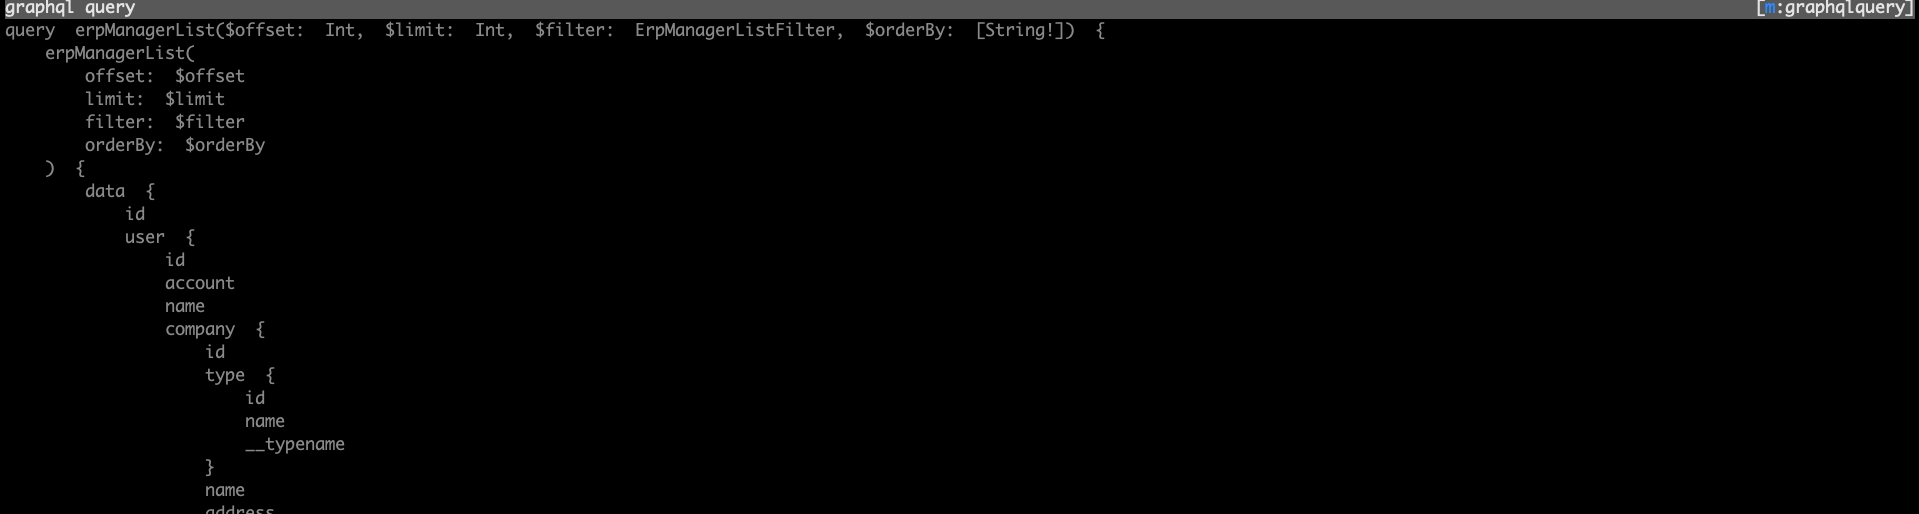 graphql query [m:graphqlquery]
query erpManagerList($offset: Int, $limit: Int, $filter: ErpManagerListFilter, $orderBy: [String!]) {
    erpManagerList(
        offset: $offset
        limit: $limit
        filter: $filter
        orderBy: $orderBy
    ) {
        data {
            id
            user {
                id
                account
                name
                company {
                    id
                    type {
                        id
                        name
                        __typename
                    }
                    name
                    address